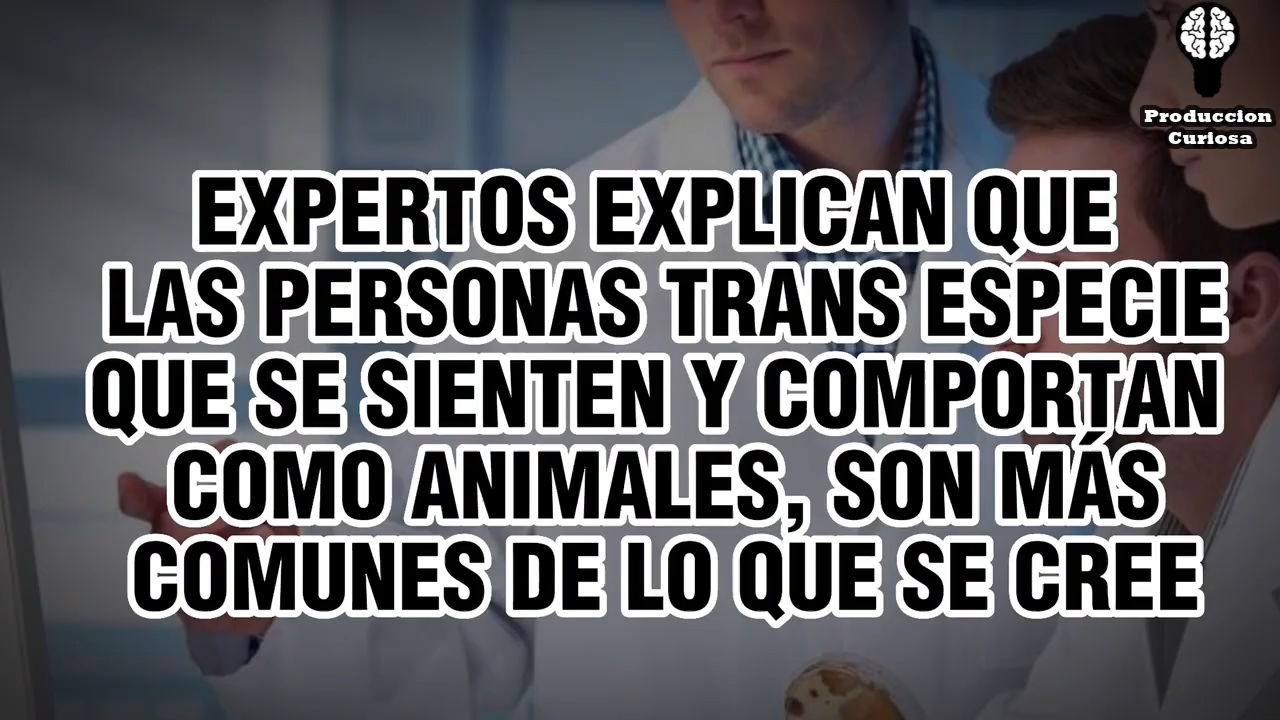 Produccion
Curiosa
EXPERTOS EXPLICAN QUE
LAS PERSONAS TRANS ESPECIE
QUE SE SIENTEN Y COMPORTAN
COMO ANIMALES, SON MÁS
COMUNES DE LO QUE SE CREE